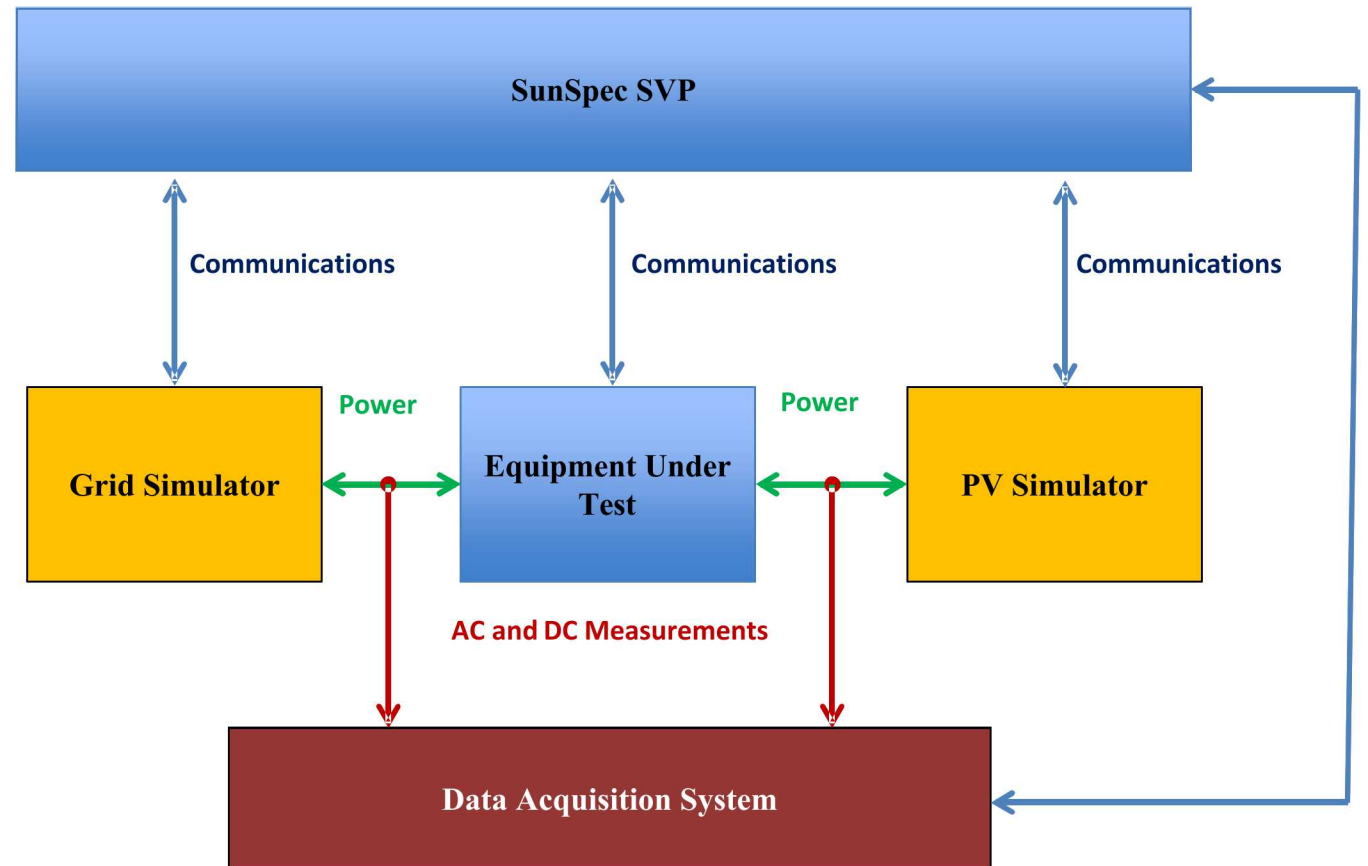 SunSpec SVP
Communications
Communications
Communications
Power
Power
Grid Simulator
Equipment Under
Test
PV Simulator
AC and DC Measurements
Data Acquisition System